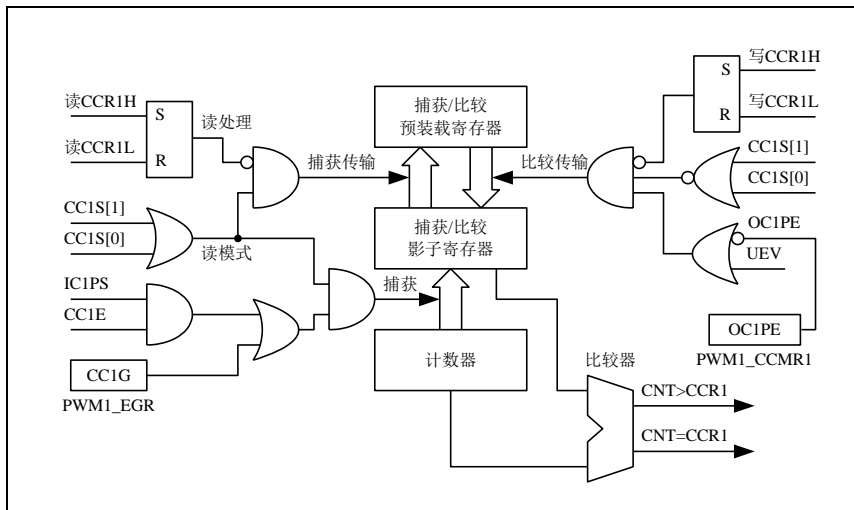 读CCR1H
S
读处理
读CCR1L
R
捕获/比较
预装载寄存器
捕获传输
比较传输
S
写CCR1H
R
写CCR1L
CC1S[1]
CC1S[0]
CC1S[1]
CC1S[0]
读模式
捕获/比较
影子寄存器
OC1PE
UEV
IC1PS
CC1E
捕获
CC1G
PWM1_EGR
计数器
比较器
OC1PE
PWM1_CCMR1
CNT>CCR1
CNT=CCR1